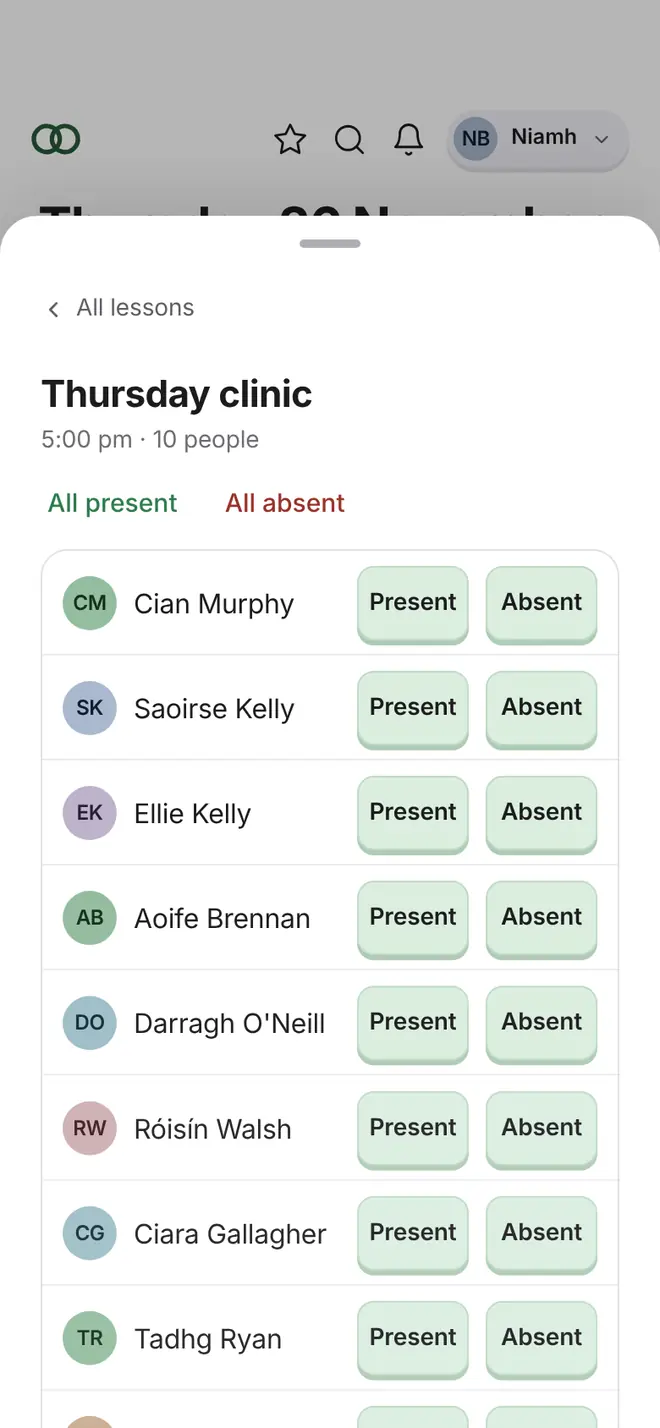 NB Niamh
All lessons
Thursday clinic
5:00 pm · 10 people
All present All absent
CM Cian Murphy Present Absent
SK Saoirse Kelly Present Absent
EK Ellie Kelly Present Absent
AB Aoife Brennan Present Absent
DO Darragh O'Neill Present Absent
RW Róisín Walsh Present Absent
CG Ciara Gallagher Present Absent
TR Tadhg Ryan Present Absent